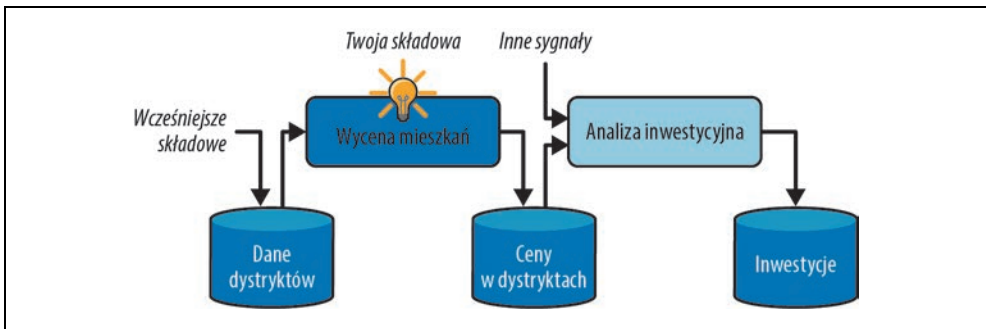 Twoja składowa
Inne sygnały
Wcześniejsze
składowe
Wycena mieszkań
Analiza inwestycyjna
Dane
dystryktów
Ceny
w dystryktach
Inwestycje